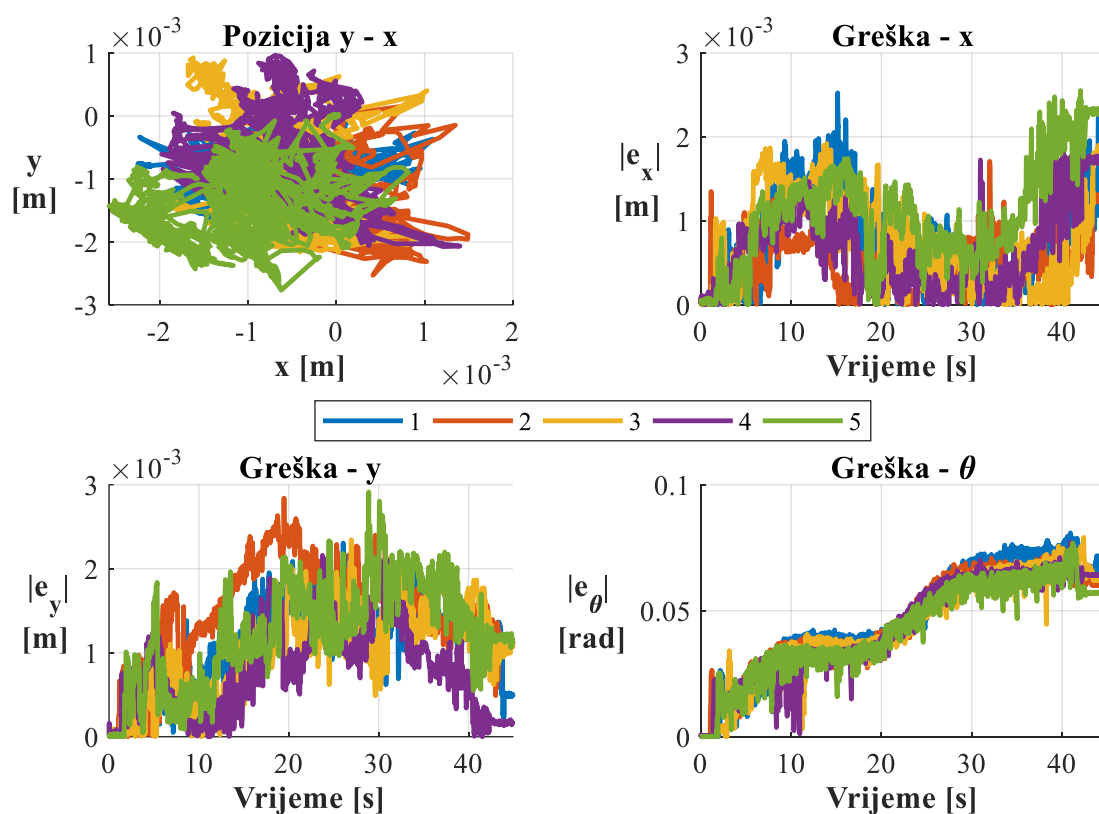 ×10-3
Pozicija y - x
1
0
-1
-2
-3
y
[m]
-2
-1
0
1
2
x [m]
×10-3
×10-3
Greška - x
3
2
1
0
|ex|
[m]
0
10
20
30
40
Vrijeme [s]
1
2
3
4
5
×10-3
Greška - y
3
2
1
0
|ey|
[m]
0
10
20
30
40
Vrijeme [s]
Greška - θ
0.1
0.05
0
|eθ|
[rad]
0
10
20
30
40
Vrijeme [s]